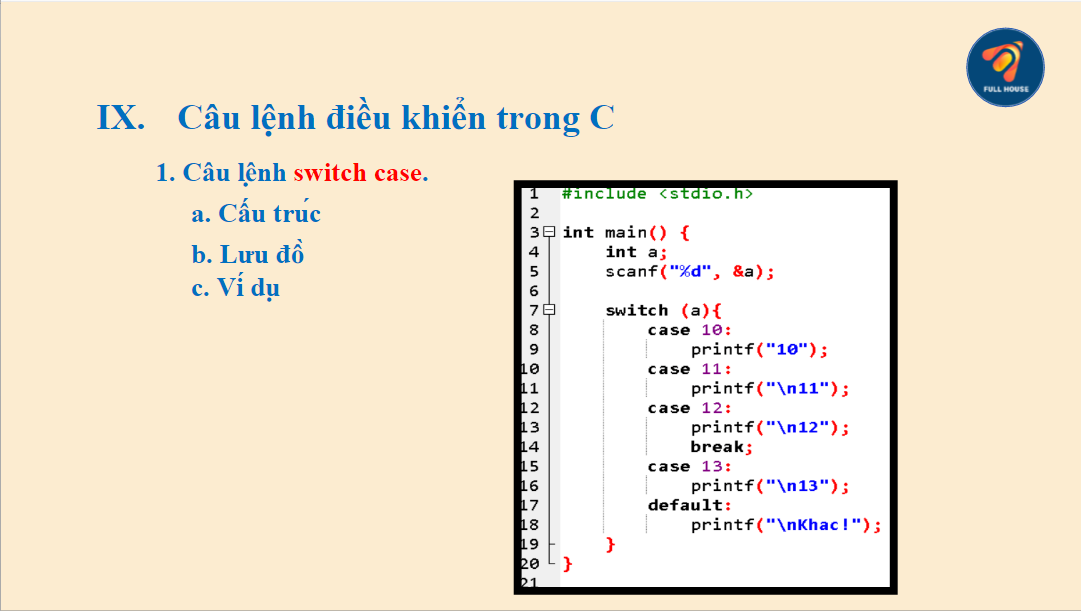 FULL HOUSE
IX. Câu lệnh điều khiển trong C
1. Câu lệnh switch case.
a. Cấu trúc
b. Lưu đồ
c. Ví dụ
1 #include <stdio.h>
2
3 int main() {
4 int a;
5 scanf("%d", &a);
6
7 switch (a){
8 case 10:
9 printf("10");
10 case 11:
11 printf("\n11");
12 case 12:
13 printf("\n12");
14 break;
15 case 13:
16 printf("\n13");
17 default:
18 printf("\nKhac!");
19 }
20 }
21